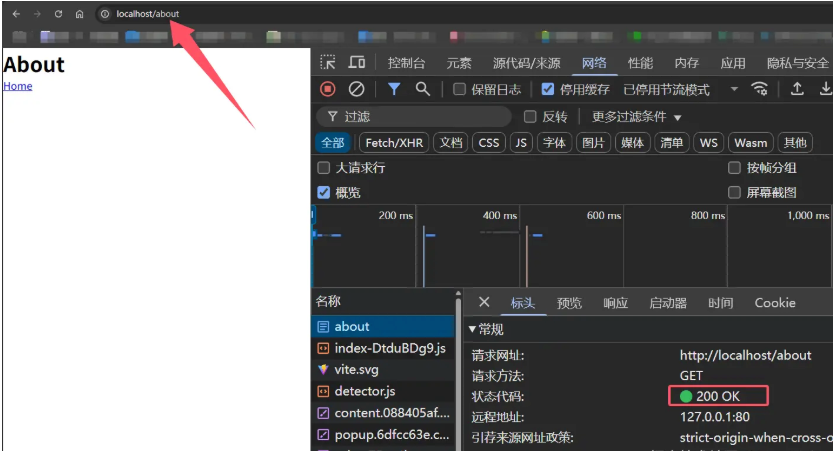 localhost/about
About
Home
控制台 元素 源代码/来源 网络 性能 内存 应用 隐私与安全
保留日志 停用缓存 已停用节流模式
过滤 反转 更多过滤条件
全部 Fetch/XHR 文档 CSS JS 字体 图片 媒体 清单 WS Wasm 其他
大请求行 按帧分组
概览 屏幕截图
200 ms 400 ms 600 ms 800 ms 1,000 ms
名称
about
index-DtduBDg9.js
vite.svg
detector.js
content.088405af....
popup.6dfcc63e.c...
标头 预览 响应 启动器 时间 Cookie
常规
请求网址: http://localhost/about
请求方法: GET
状态代码: 200 OK
远程地址: 127.0.0.1:80
引荐来源网址政策: strict-origin-when-cross-o